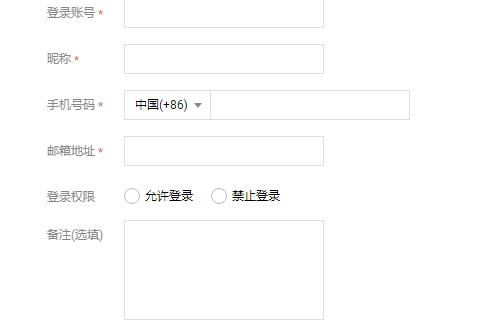 登录账号 *
昵称 *
手机号码 * 中国(+86)
邮箱地址 *
登录权限 允许登录 禁止登录
备注(选填)